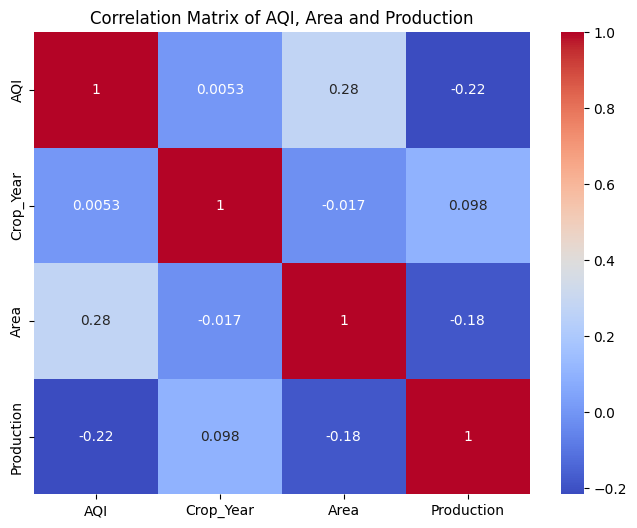 Correlation Matrix of AQI, Area and Production
AQI
1
0.0053
0.28
-0.22
Crop_Year
0.0053
1
-0.017
0.098
Area
0.28
-0.017
1
-0.18
Production
-0.22
0.098
-0.18
1
AQI
Crop_Year
Area
Production
1.0
0.8
0.6
0.4
0.2
0.0
−0.2